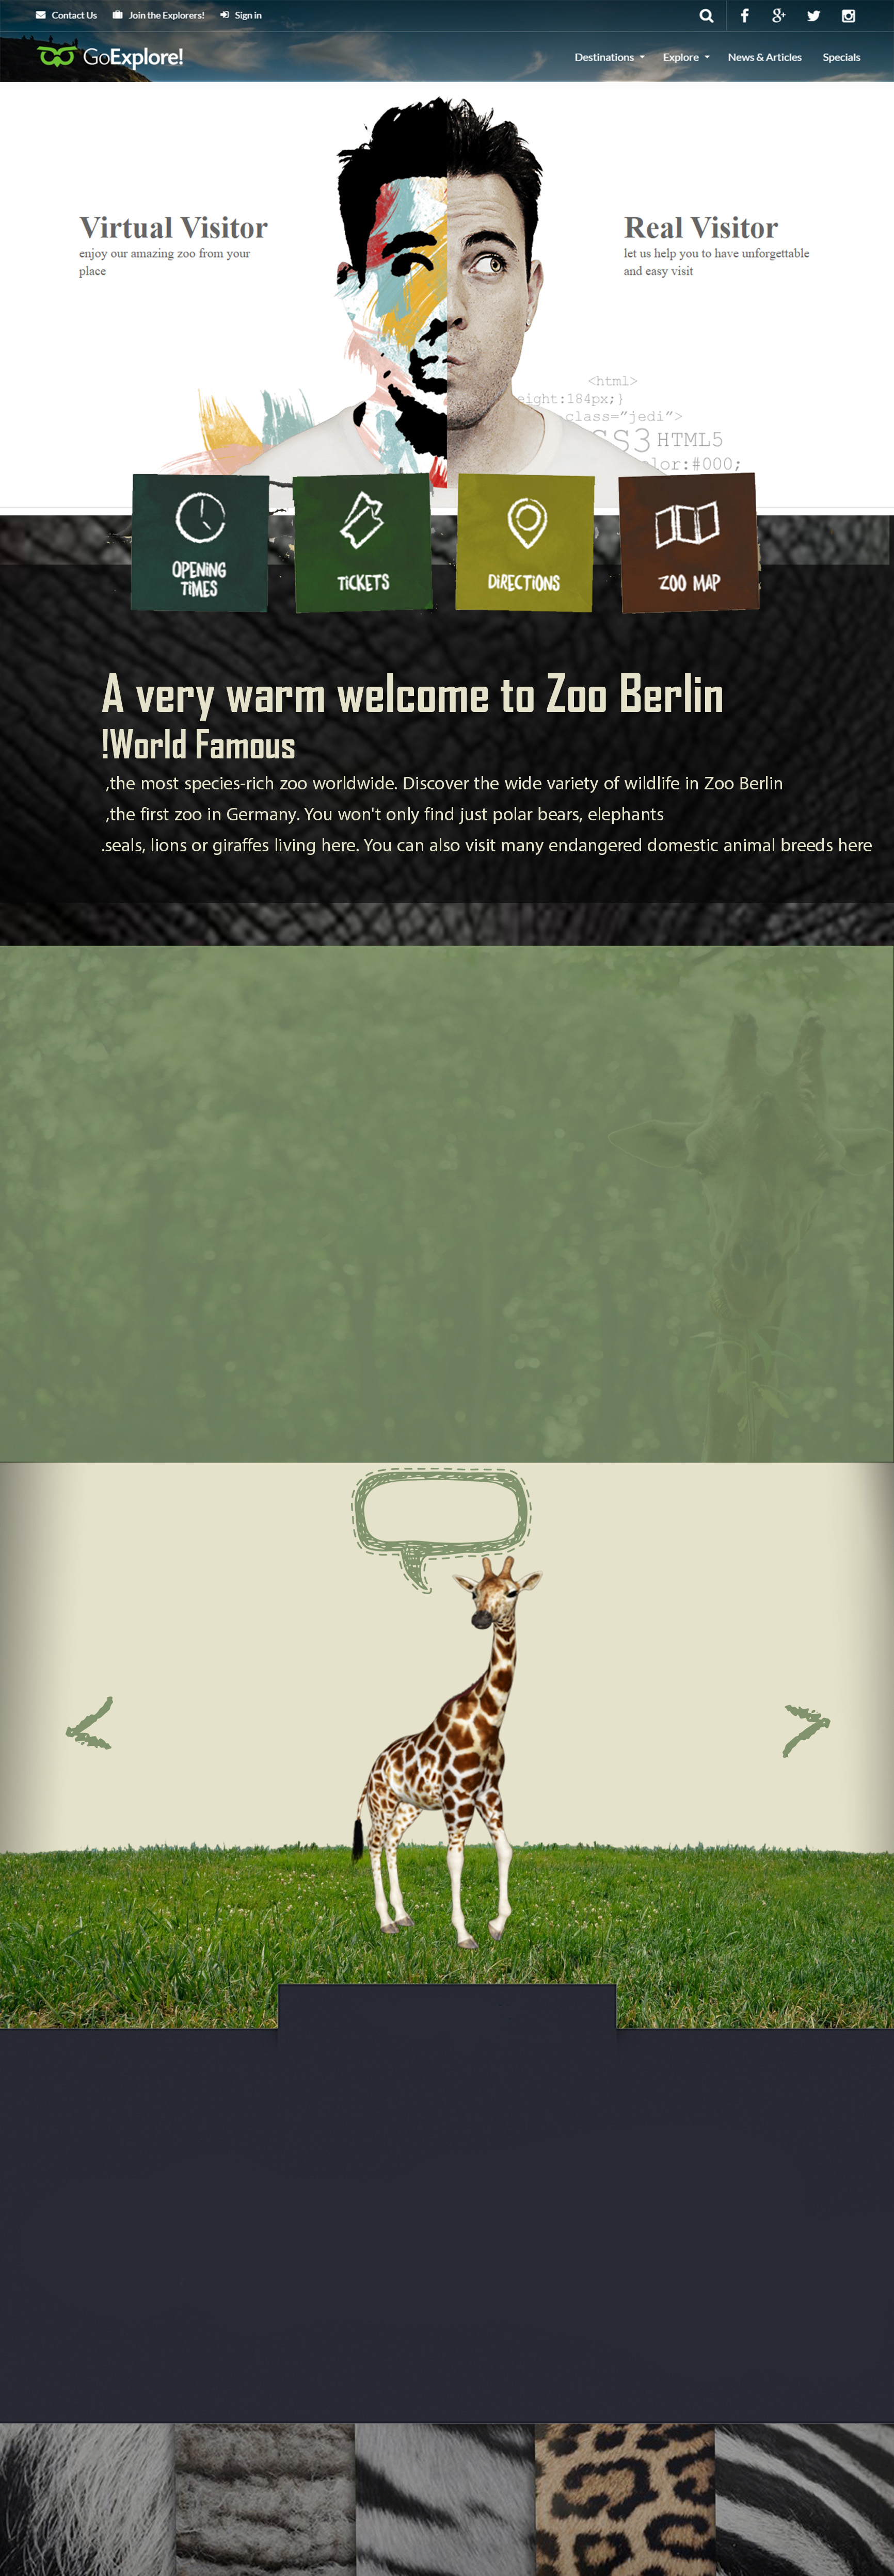 Contact Us Join the Explorers! Sign in
GoExplore!
Destinations Explore News & Articles Specials
Virtual Visitor
enjoy our amazing zoo from your
place
Real Visitor
let us help you to have unforgettable
and easy visit
<html>
eight:184px;}
class="jedi">
SS3 HTML5
lor:#000;
OPENING
TIMES
TICKETS
DIRECTIONS
ZOO MAP
A very warm welcome to Zoo Berlin
!World Famous
,the most species-rich zoo worldwide. Discover the wide variety of wildlife in Zoo Berlin
,the first zoo in Germany. You won't only find just polar bears, elephants
.seals, lions or giraffes living here. You can also visit many endangered domestic animal breeds here